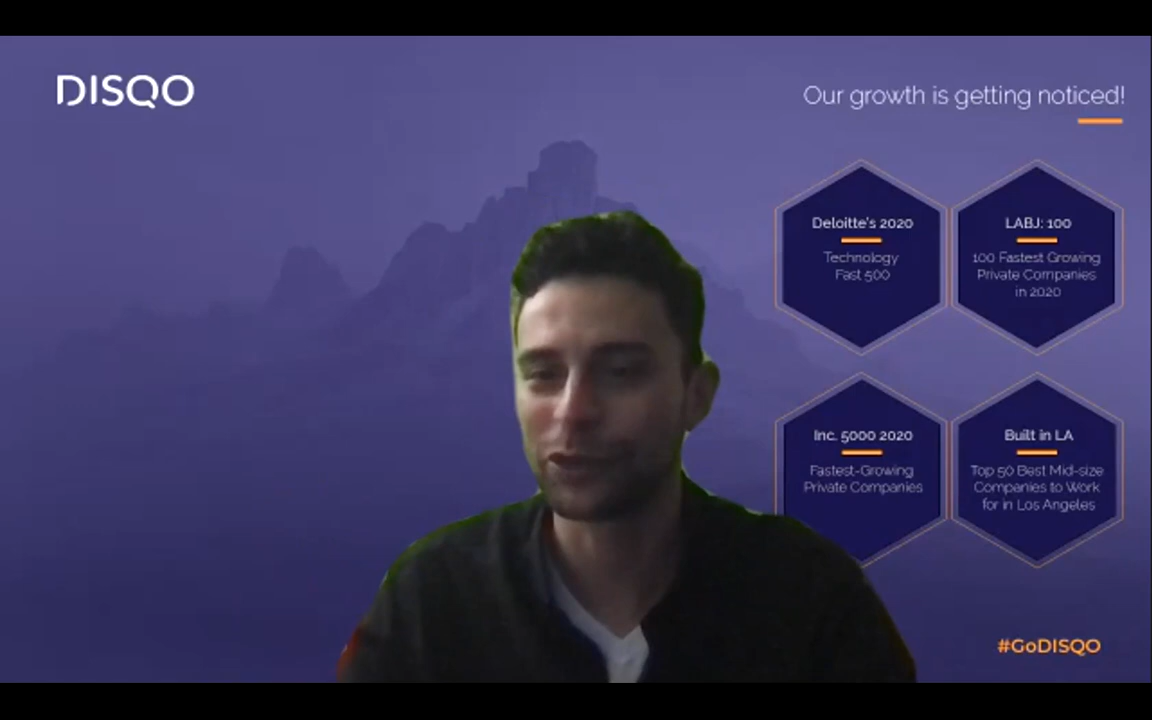 DISQO
Our growth is getting noticed!
Deloitte's 2020
Technology
Fast 500
LABJ: 100
100 Fastest Growing
Private Companies
in 2020
Inc. 5000 2020
Fastest-Growing
Private Companies
Built in LA
Top 50 Best Mid-size
Companies to Work
for in Los Angeles
#GoDISQO